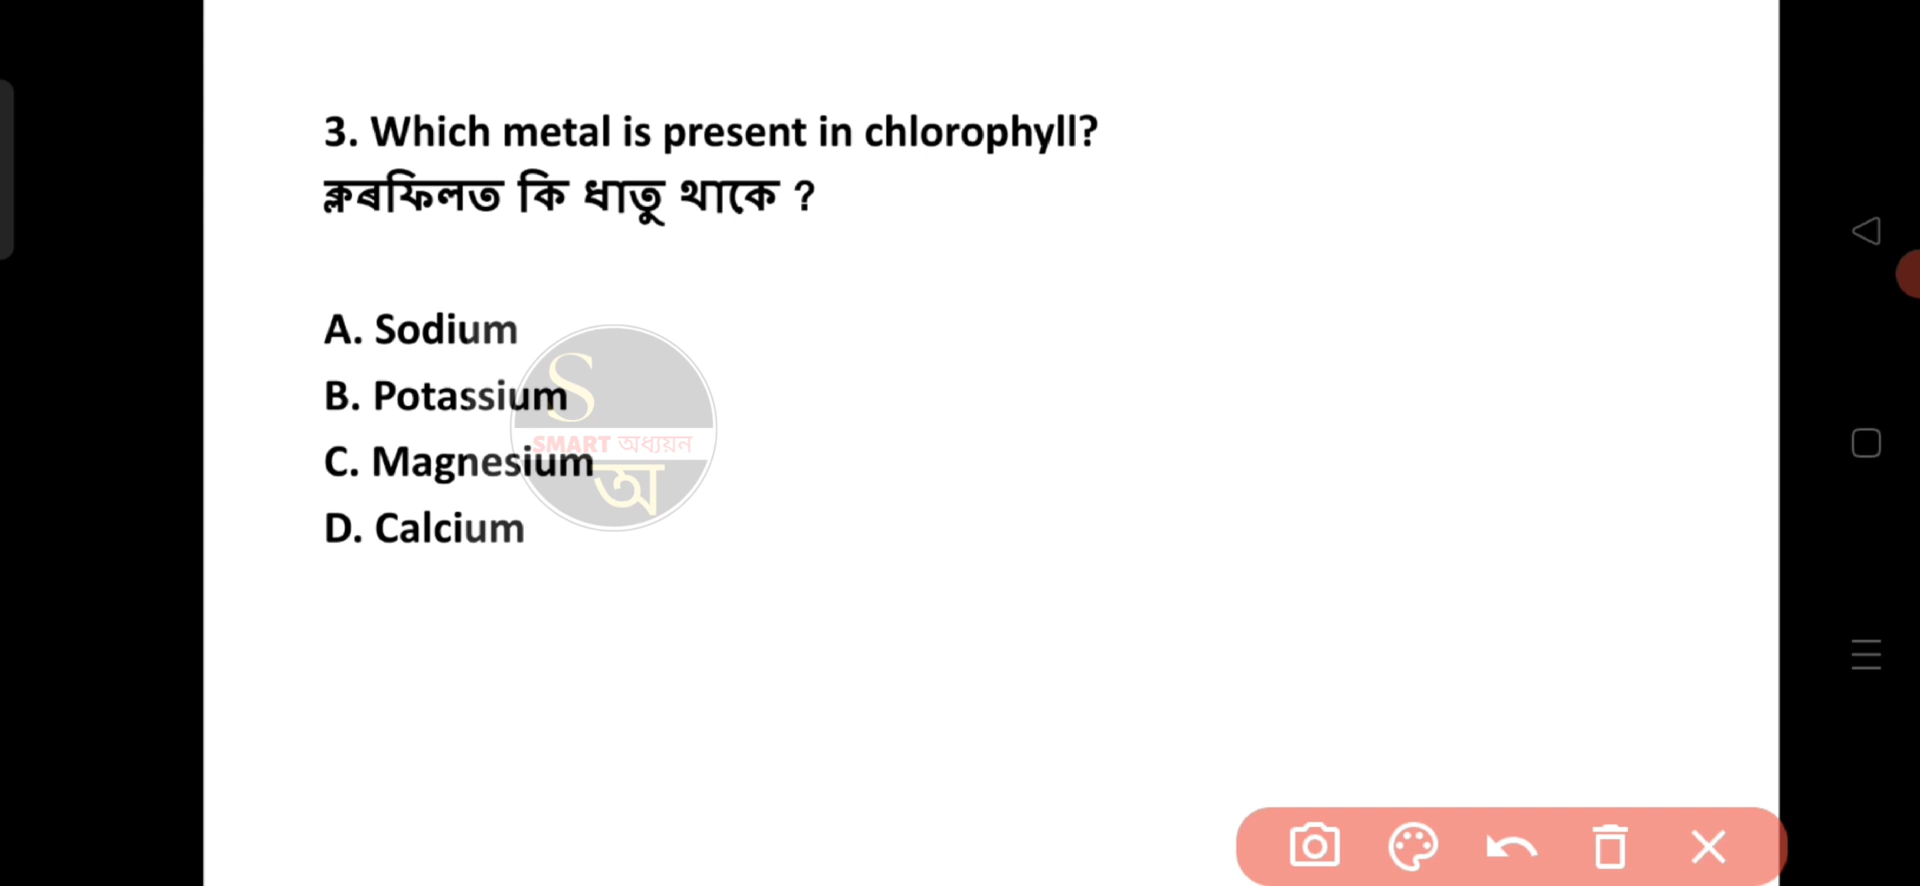 3. Which metal is present in chlorophyll?
ক্লৰফিলত কি ধাতু থাকে ?
A. Sodium
B. Potassium
C. Magnesium
D. Calcium
S
SMART অধ্যয়ন
অ